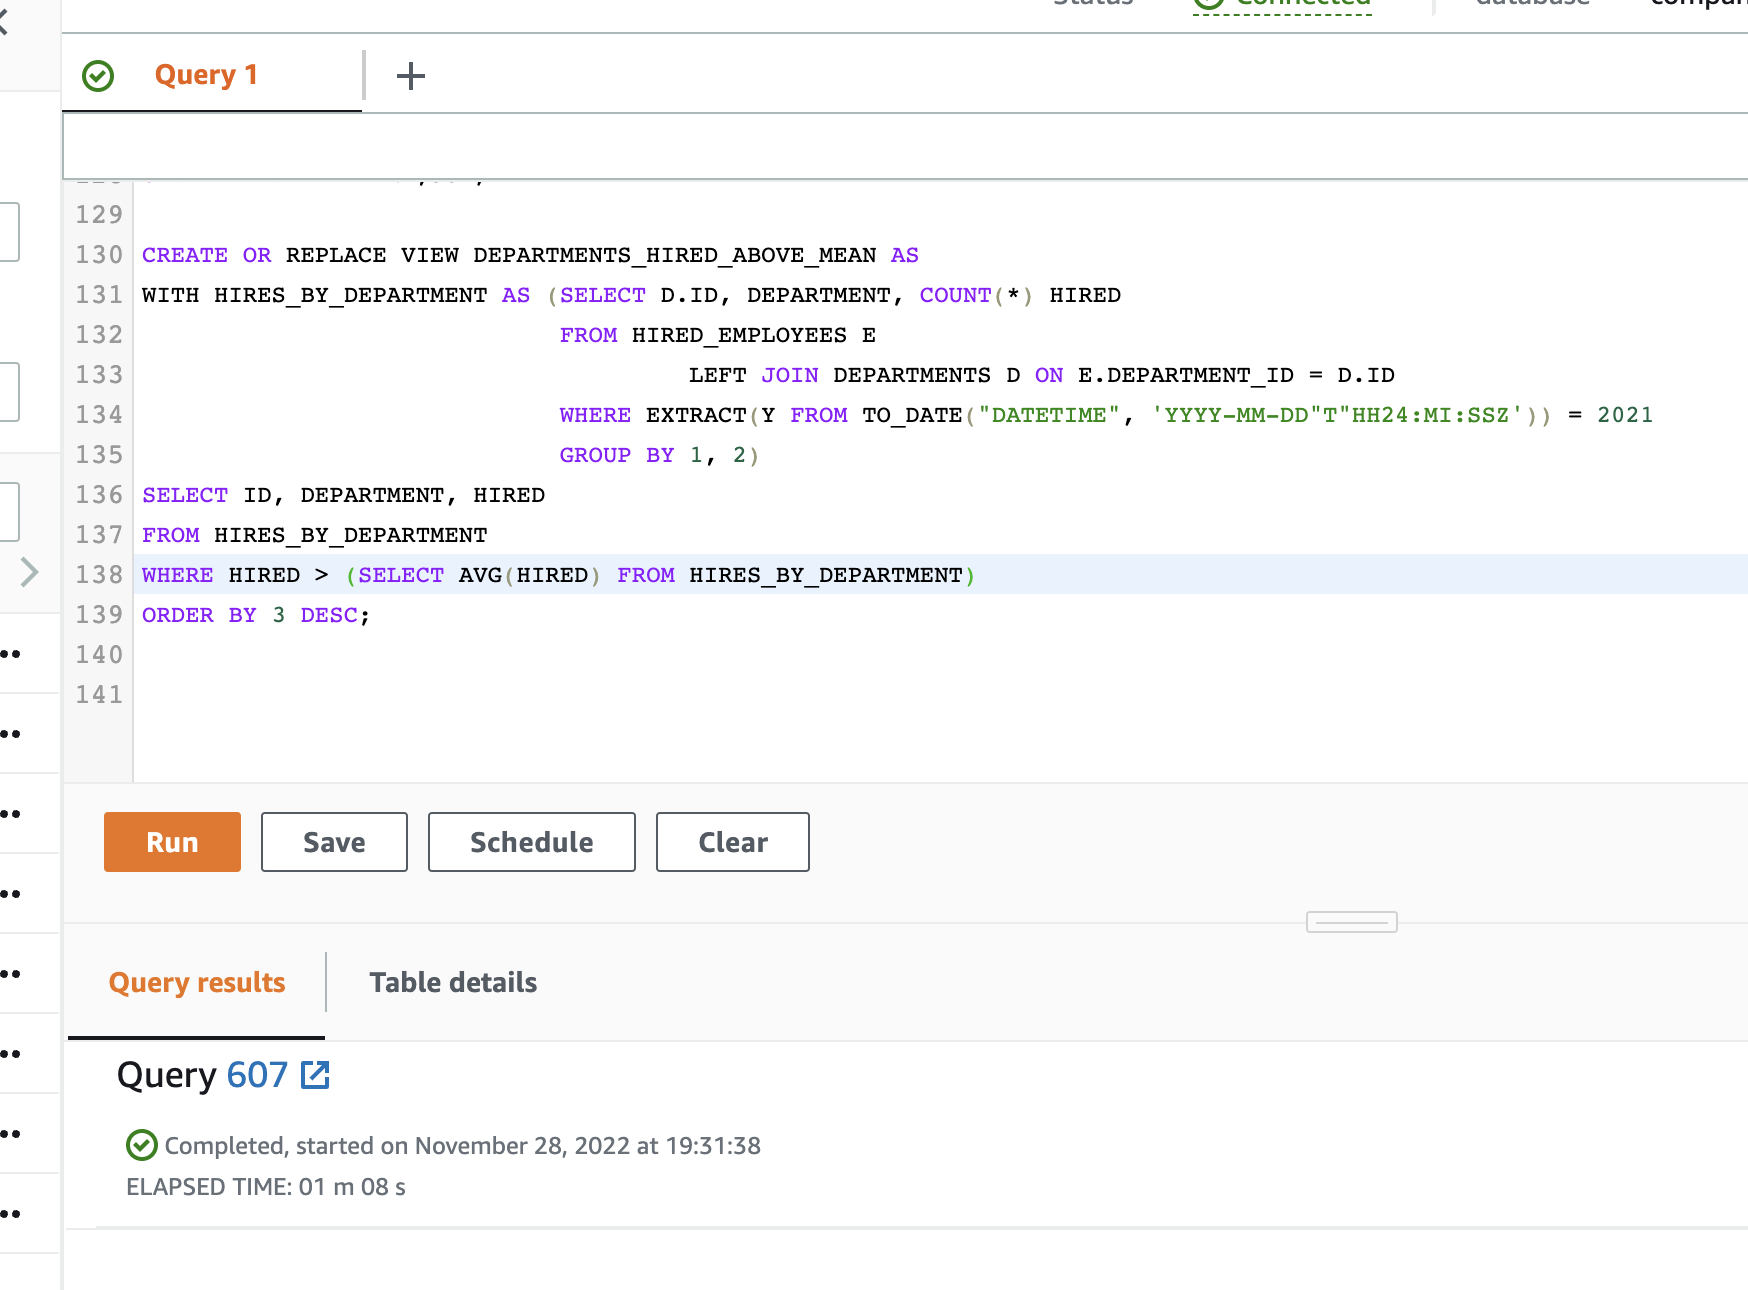 Connected
Query 1
129
130 CREATE OR REPLACE VIEW DEPARTMENTS_HIRED_ABOVE_MEAN AS
131 WITH HIRES_BY_DEPARTMENT AS (SELECT D.ID, DEPARTMENT, COUNT(*) HIRED
132 FROM HIRED_EMPLOYEES E
133 LEFT JOIN DEPARTMENTS D ON E.DEPARTMENT_ID = D.ID
134 WHERE EXTRACT(Y FROM TO_DATE("DATETIME", 'YYYY-MM-DD"T"HH24:MI:SSZ')) = 2021
135 GROUP BY 1, 2)
136 SELECT ID, DEPARTMENT, HIRED
137 FROM HIRES_BY_DEPARTMENT
138 WHERE HIRED > (SELECT AVG(HIRED) FROM HIRES_BY_DEPARTMENT)
139 ORDER BY 3 DESC;
140
141
Run Save Schedule Clear
Query results Table details
Query 607
Completed, started on November 28, 2022 at 19:31:38
ELAPSED TIME: 01 m 08 s